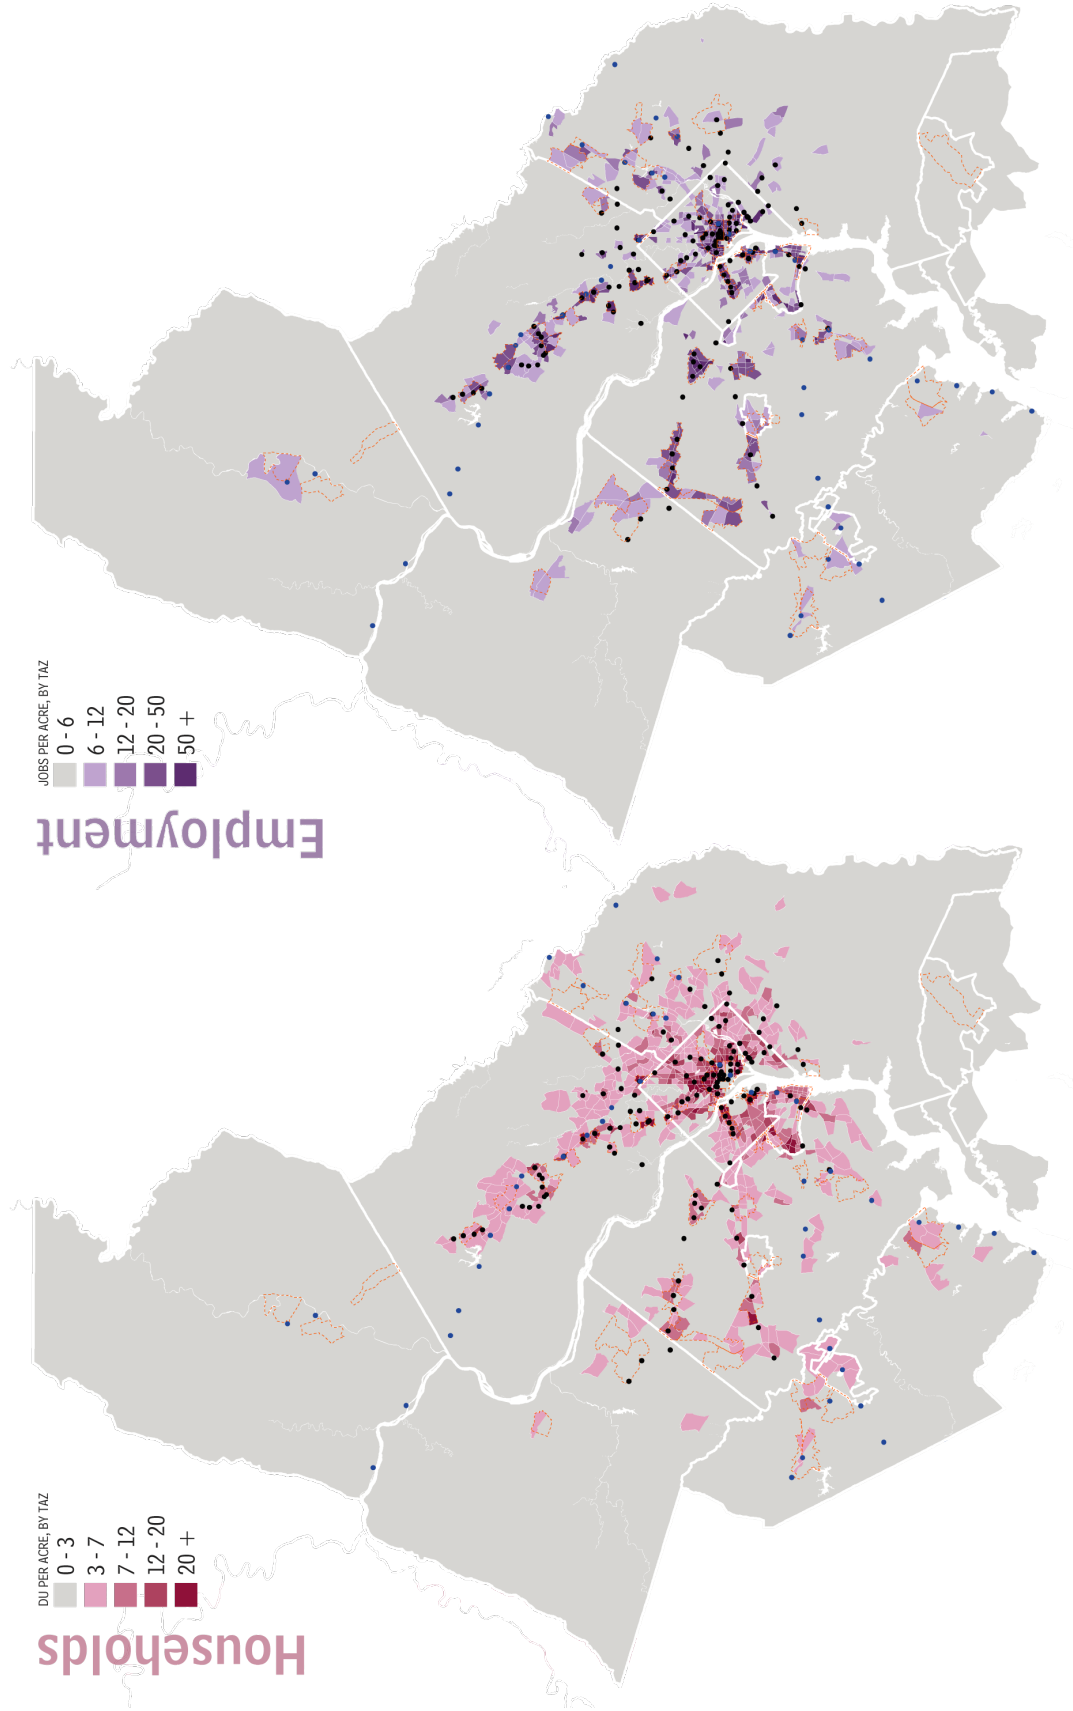 Households
DU PER ACRE, BY TAZ
0 - 3
3 - 7
7 - 12
12 - 20
20 +
Employment
JOBS PER ACRE, BY TAZ
0 - 6
6 - 12
12 - 20
20 - 50
50 +